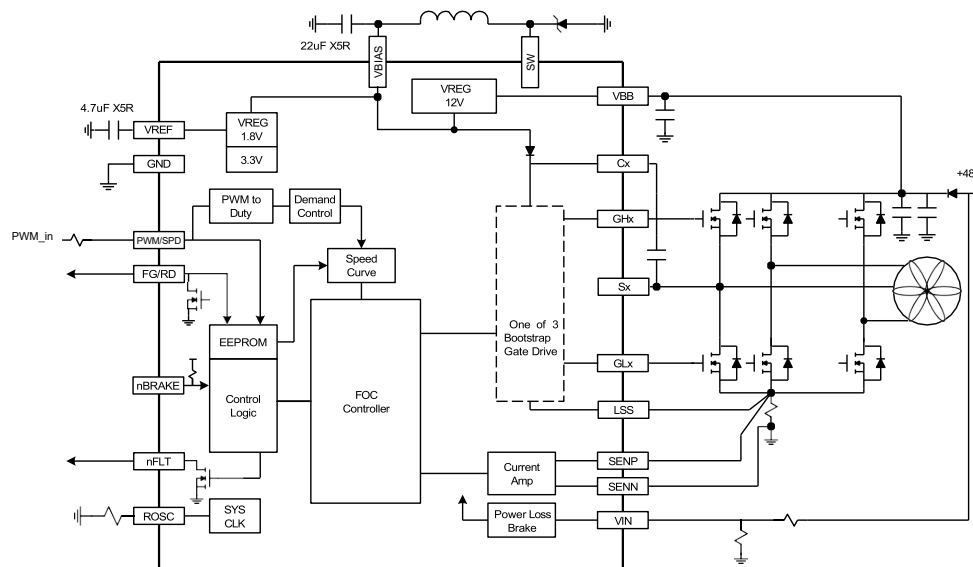 22uF X5R
VBIAS
SW
4.7uF X5R
VREF
VREG
1.8V
3.3V
VREG
12V
VBB
GND
Cx
+48
PWM to
Duty
Demand
Control
GHx
PWM_in
PWM/SPD
FG/RD
Speed
Curve
Sx
One of 3
Bootstrap
Gate Drive
EEPROM
Control
Logic
nBRAKE
FOC
Controller
GLx
LSS
nFLT
Current
Amp
SENP
SENN
ROSC
SYS
CLK
Power Loss
Brake
VIN